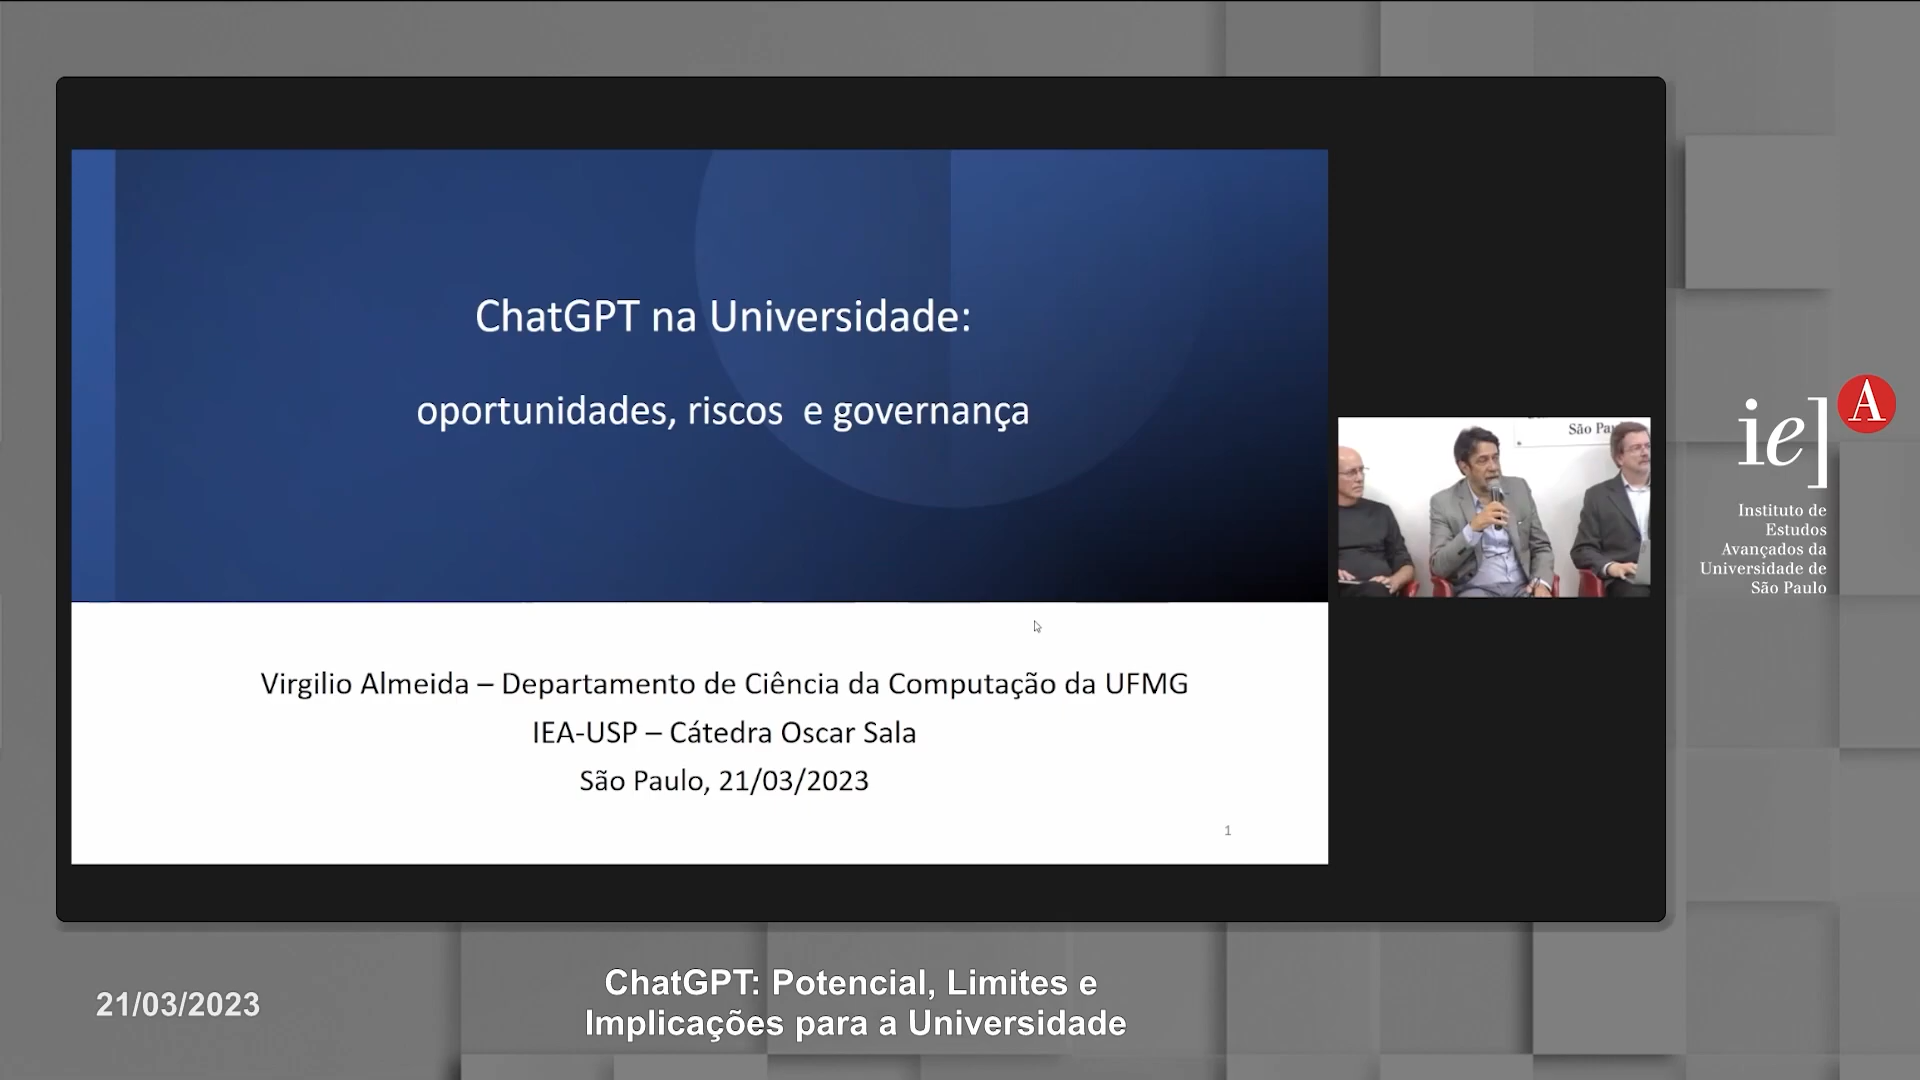 ChatGPT na Universidade:
oportunidades, riscos e governança
Virgilio Almeida – Departamento de Ciência da Computação da UFMG
IEA-USP – Cátedra Oscar Sala
São Paulo, 21/03/2023
1
São
iea
Instituto de
Estudos
Avançados da
Universidade de
São Paulo
21/03/2023
ChatGPT: Potencial, Limites e
Implicações para a Universidade